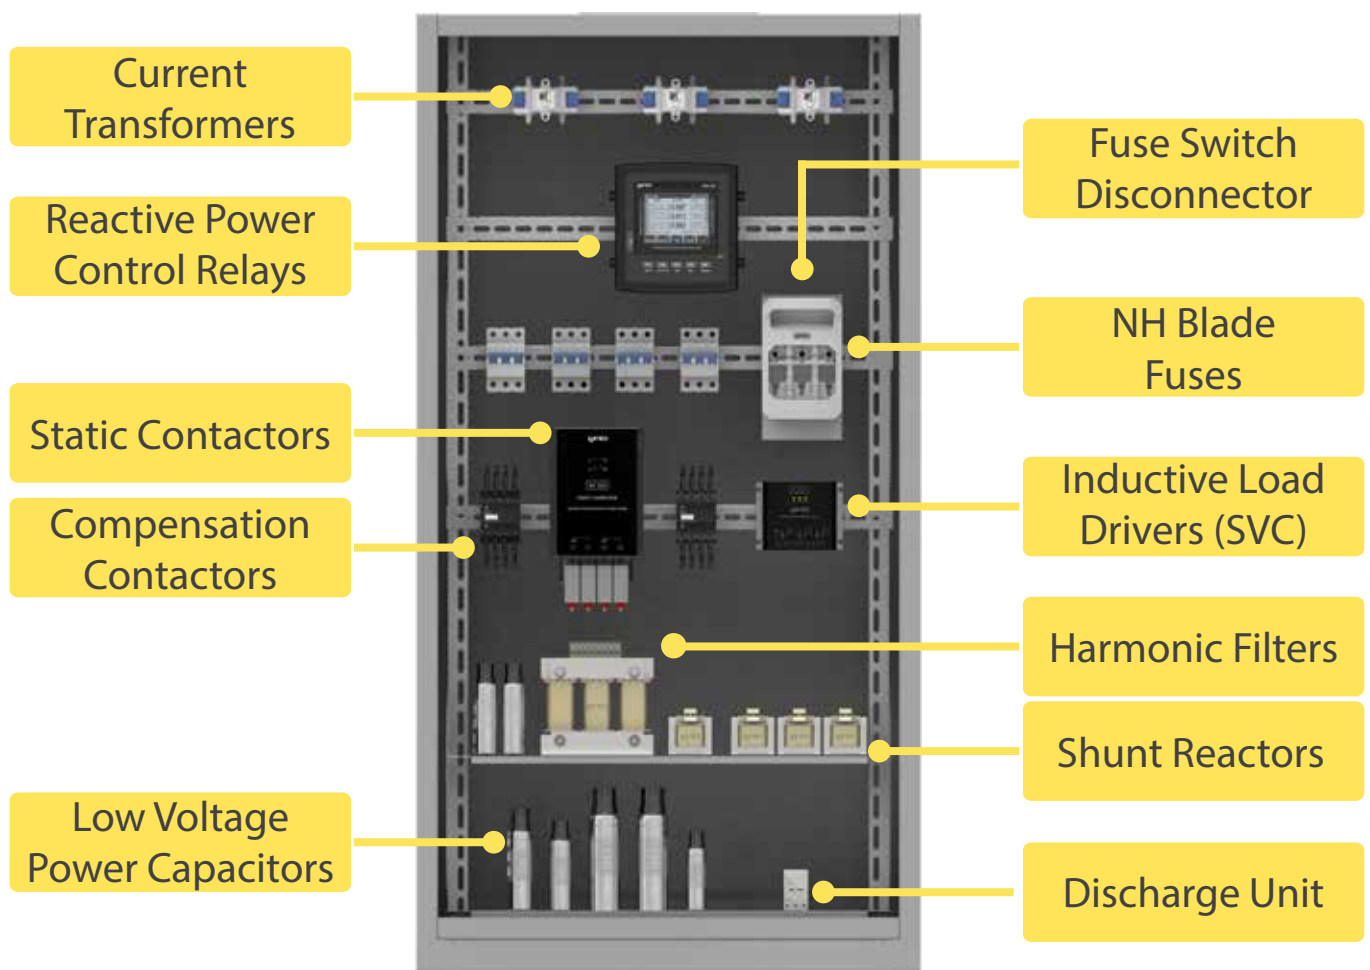 Current
Transformers
Reactive Power
Control Relays
Static Contactors
Compensation
Contactors
Low Voltage
Power Capacitors
Fuse Switch
Disconnector
NH Blade
Fuses
Inductive Load
Drivers (SVC)
Harmonic Filters
Shunt Reactors
Discharge Unit